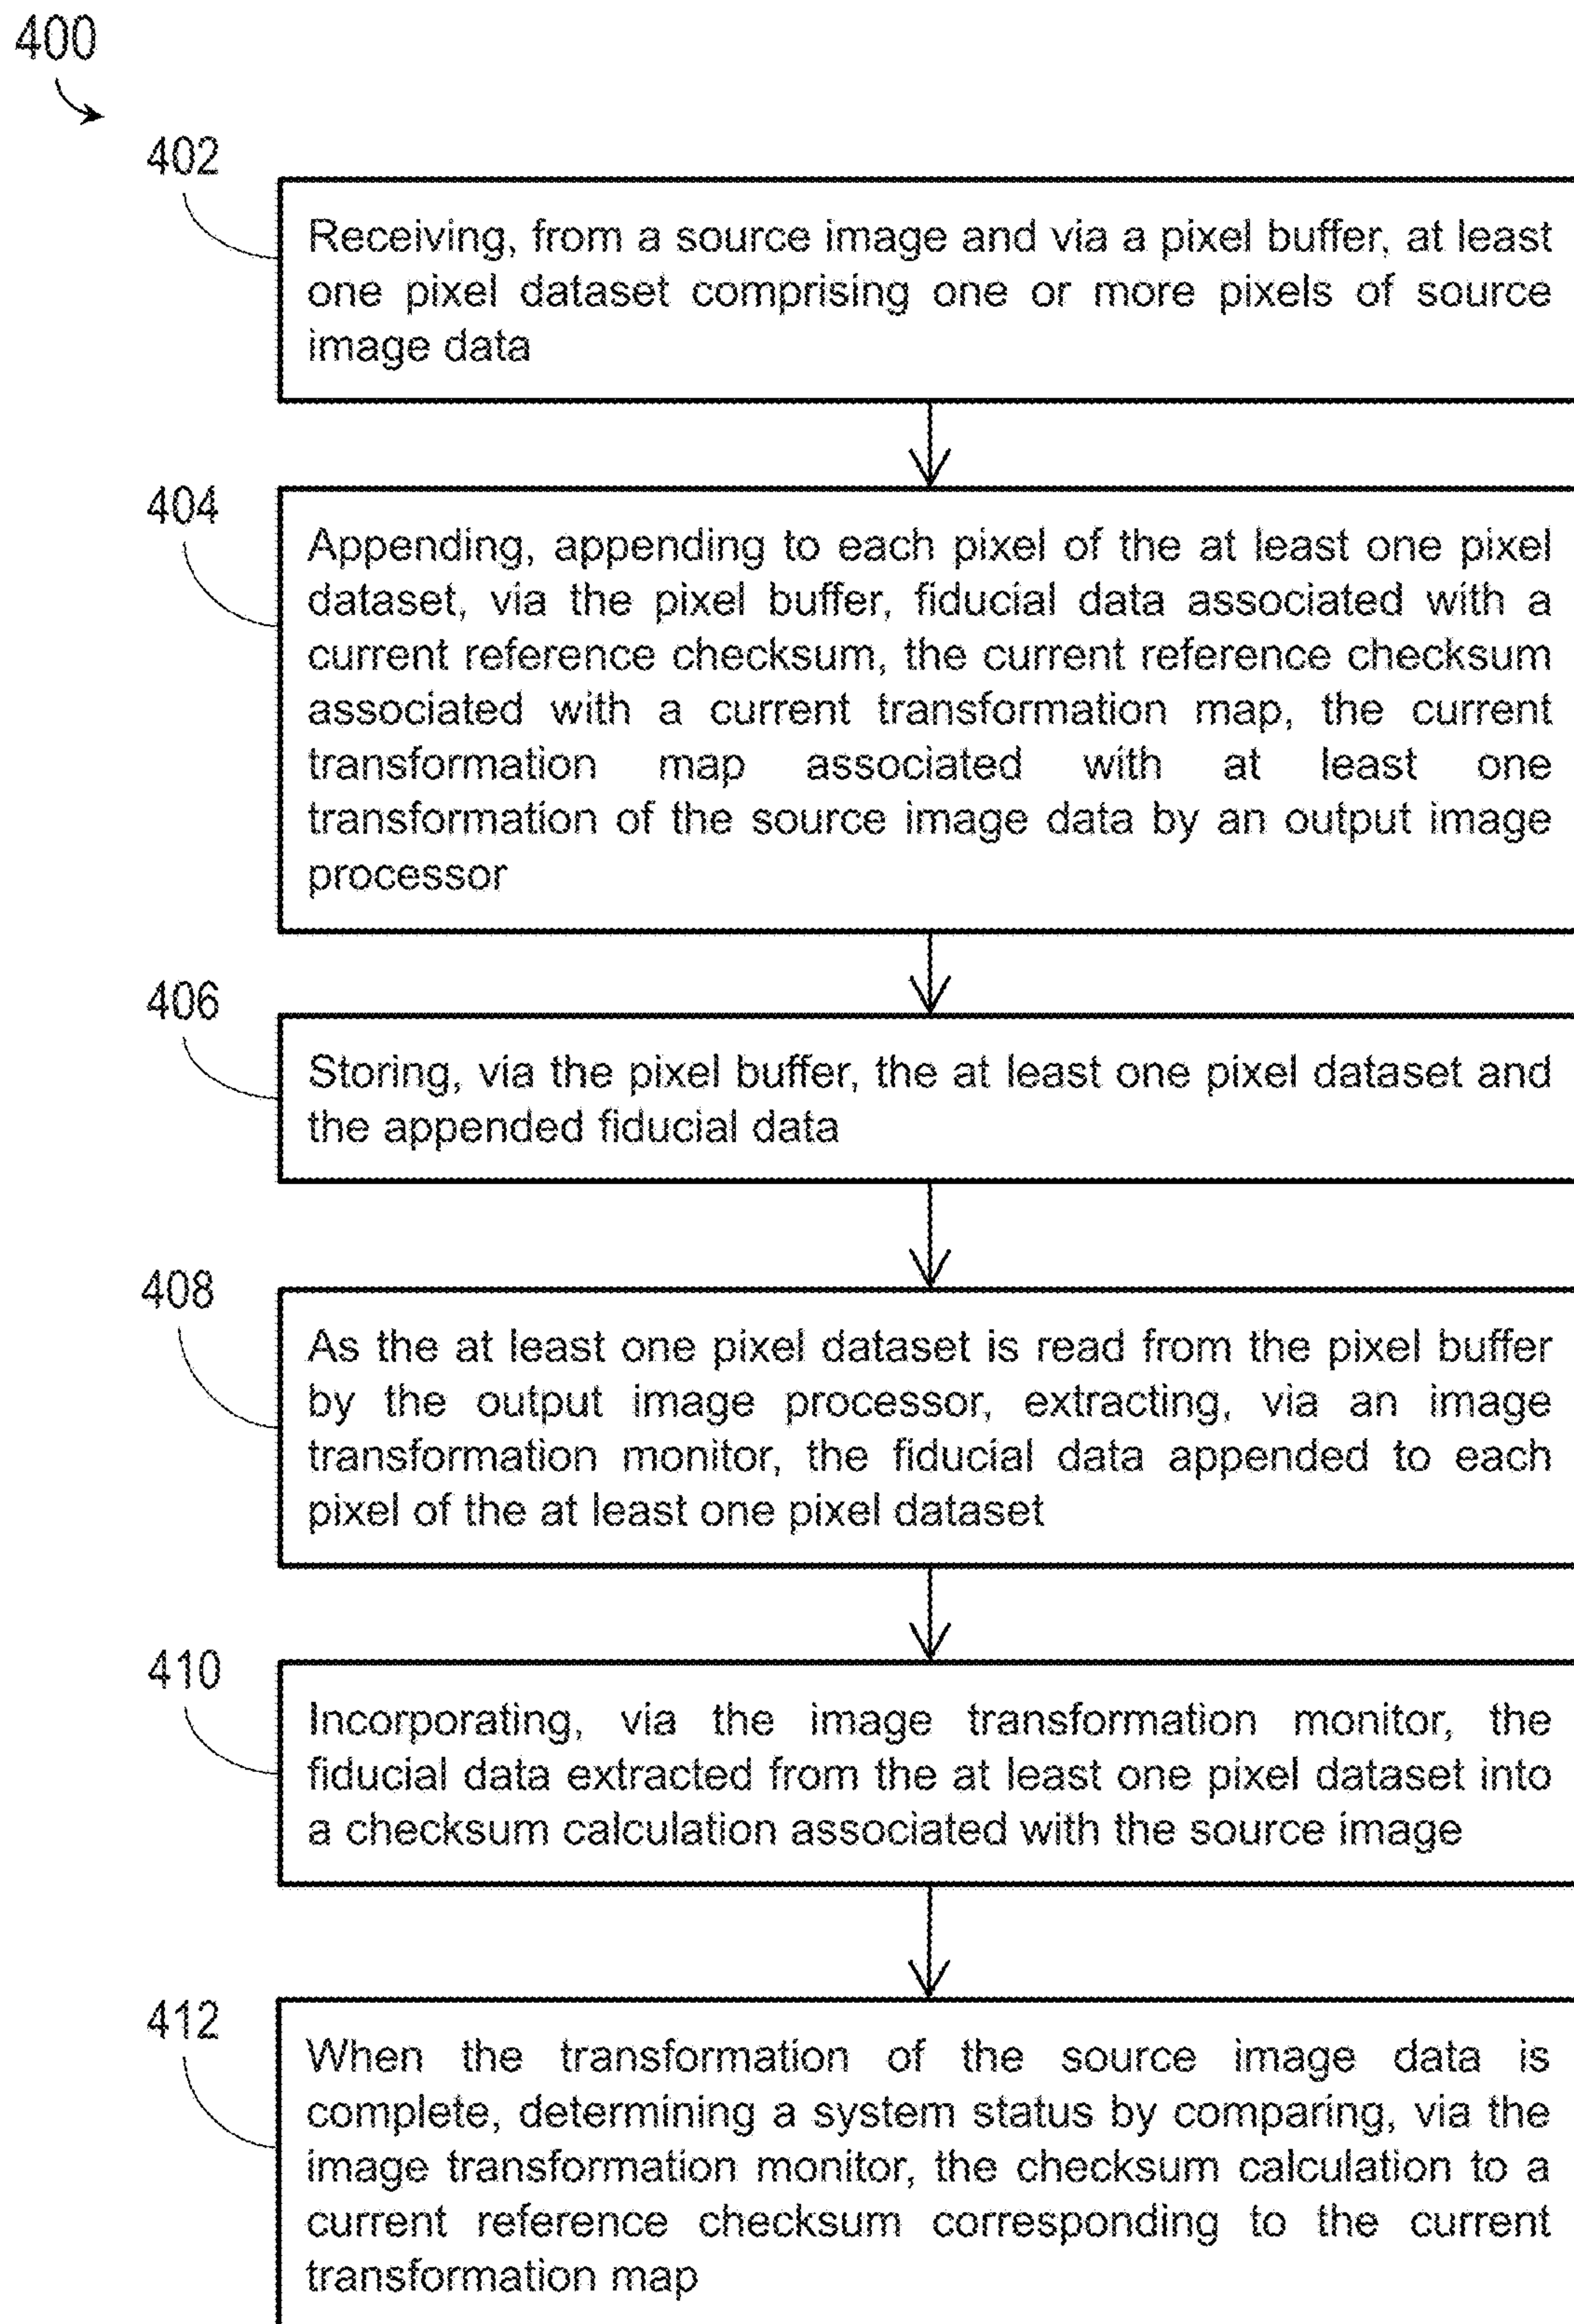 400
402
Receiving, from a source image and via a pixel buffer, at least
one pixel dataset comprising one or more pixels of source
image data
404
Appending, appending to each pixel of the at least one pixel
dataset, via the pixel buffer, fiducial data associated with a
current reference checksum, the current reference checksum
associated with a current transformation map, the current
transformation map associated with at least one
transformation of the source image data by an output image
processor
406
Storing, via the pixel buffer, the at least one pixel dataset and
the appended fiducial data
408
As the at least one pixel dataset is read from the pixel buffer
by the output image processor, extracting, via an image
transformation monitor, the fiducial data appended to each
pixel of the at least one pixel dataset
410
Incorporating, via the image transformation monitor, the
fiducial data extracted from the at least one pixel dataset into
a checksum calculation associated with the source image
412
When the transformation of the source image data is
complete, determining a system status by comparing, via the
image transformation monitor, the checksum calculation to a
current reference checksum corresponding to the current
transformation map